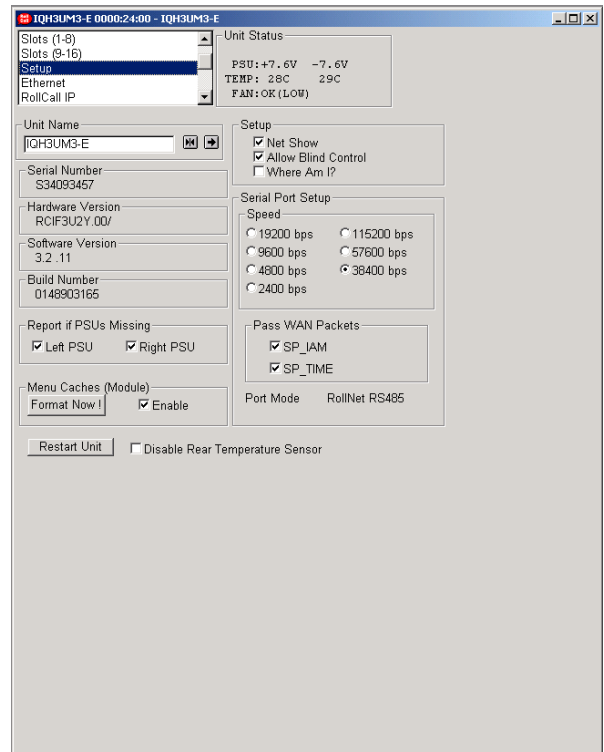 IQH3UM3-E 0000:24:00 - IQH3UM3-E
Slots (1-8)
Slots (9-16)
Setup
Ethernet
RollCall IP
Unit Status
PSU:+7.6V -7.6V
TEMP: 28C 29C
FAN:OK(LOW)
Unit Name
IQH3UM3-E
Serial Number
S34093457
Hardware Version
RCIF3U2Y.00/
Software Version
3.2 .11
Build Number
0148903165
Report if PSUs Missing
Left PSU Right PSU
Menu Caches (Module)
Format Now ! Enable
Restart Unit Disable Rear Temperature Sensor
Setup
Net Show
Allow Blind Control
Where Am I?
Serial Port Setup
Speed
19200 bps 115200 bps
9600 bps 57600 bps
4800 bps 38400 bps
2400 bps
Pass WAN Packets
SP_IAM
SP_TIME
Port Mode RollNet RS485